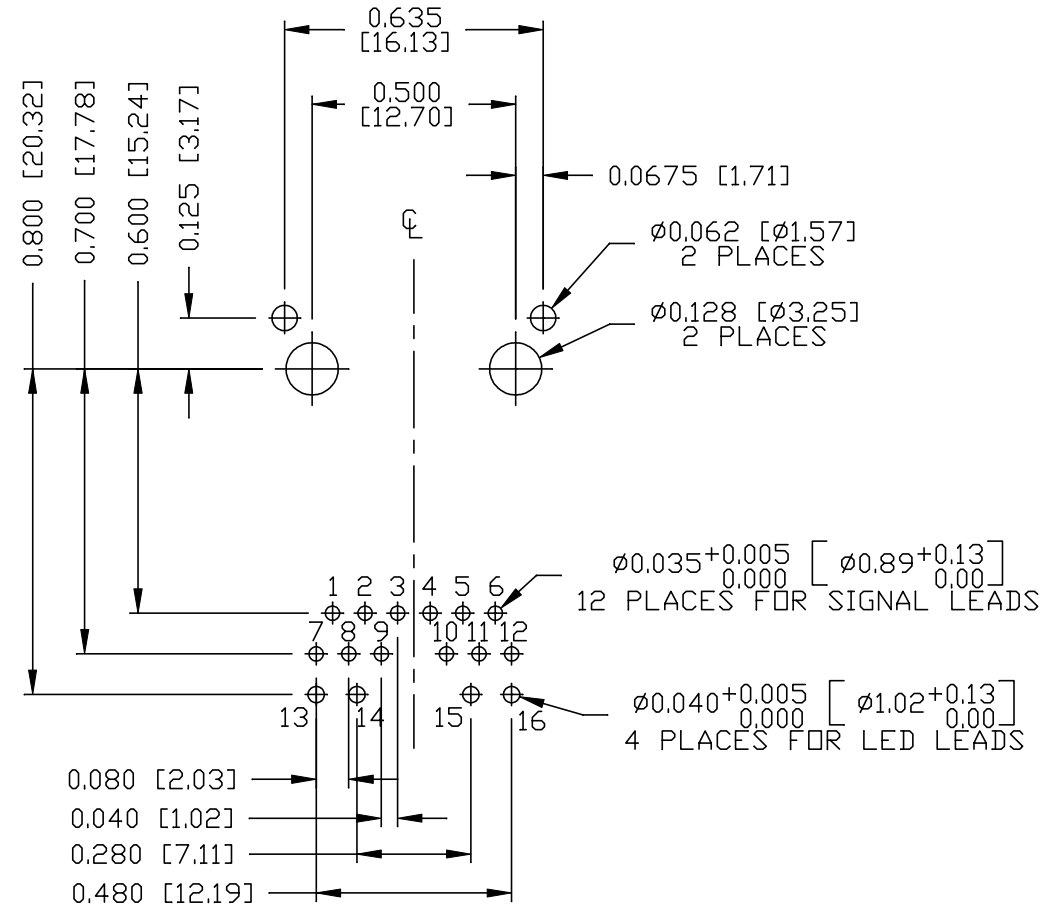 0.635
[16.13]
0.500
[12.70]
0.800 [20.32]
0.700 [17.78]
0.600 [15.24]
0.125 [3.17]
0.0675 [1.71]
℄
ø0.062 [ø1.57]
2 PLACES
ø0.128 [ø3.25]
2 PLACES
ø0.035+0.005 [ ø0.89+0.13 ]
0.000 0.00
12 PLACES FOR SIGNAL LEADS
1 2 3 4 5 6
7 8 9 10 11 12
13 14 15 16
ø0.040+0.005 [ ø1.02+0.13 ]
0.000 0.00
4 PLACES FOR LED LEADS
0.080 [2.03]
0.040 [1.02]
0.280 [7.11]
0.480 [12.19]